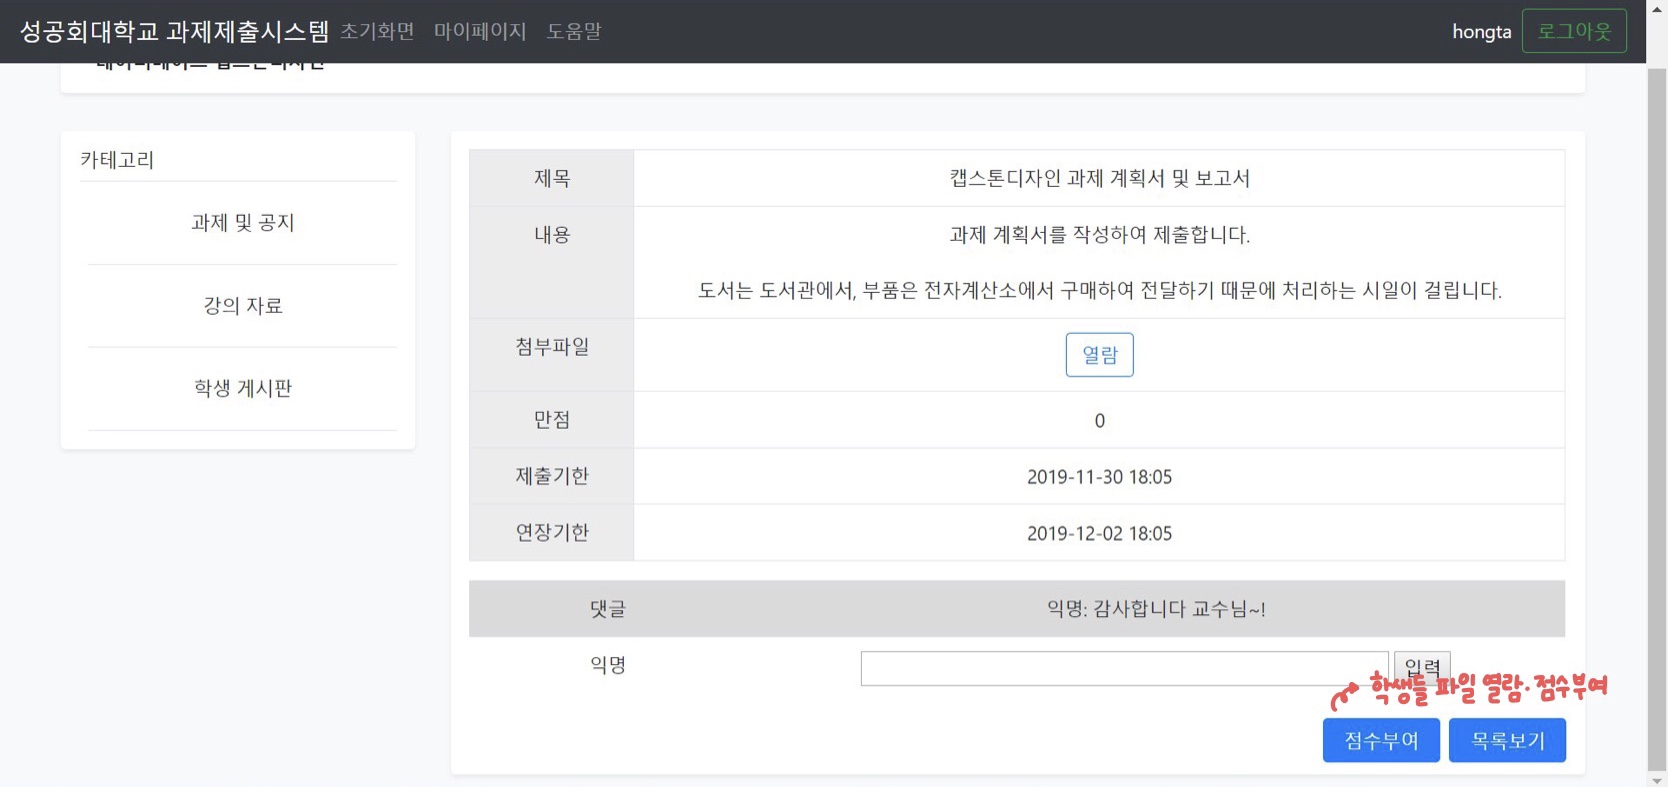 성공회대학교 과제제출시스템 초기화면 마이페이지 도움말 hongta 로그아웃
카테고리
과제 및 공지
강의 자료
학생 게시판
제목 캡스톤디자인 과제 계획서 및 보고서
내용 과제 계획서를 작성하여 제출합니다.
도서는 도서관에서, 부품은 전자계산소에서 구매하여 전달하기 때문에 처리하는 시일이 걸립니다.
첨부파일 열람
만점 0
제출기한 2019-11-30 18:05
연장기한 2019-12-02 18:05
댓글 익명: 감사합니다 교수님~!
익명 입력
학생들 파일 열람·점수부여
점수부여 목록보기